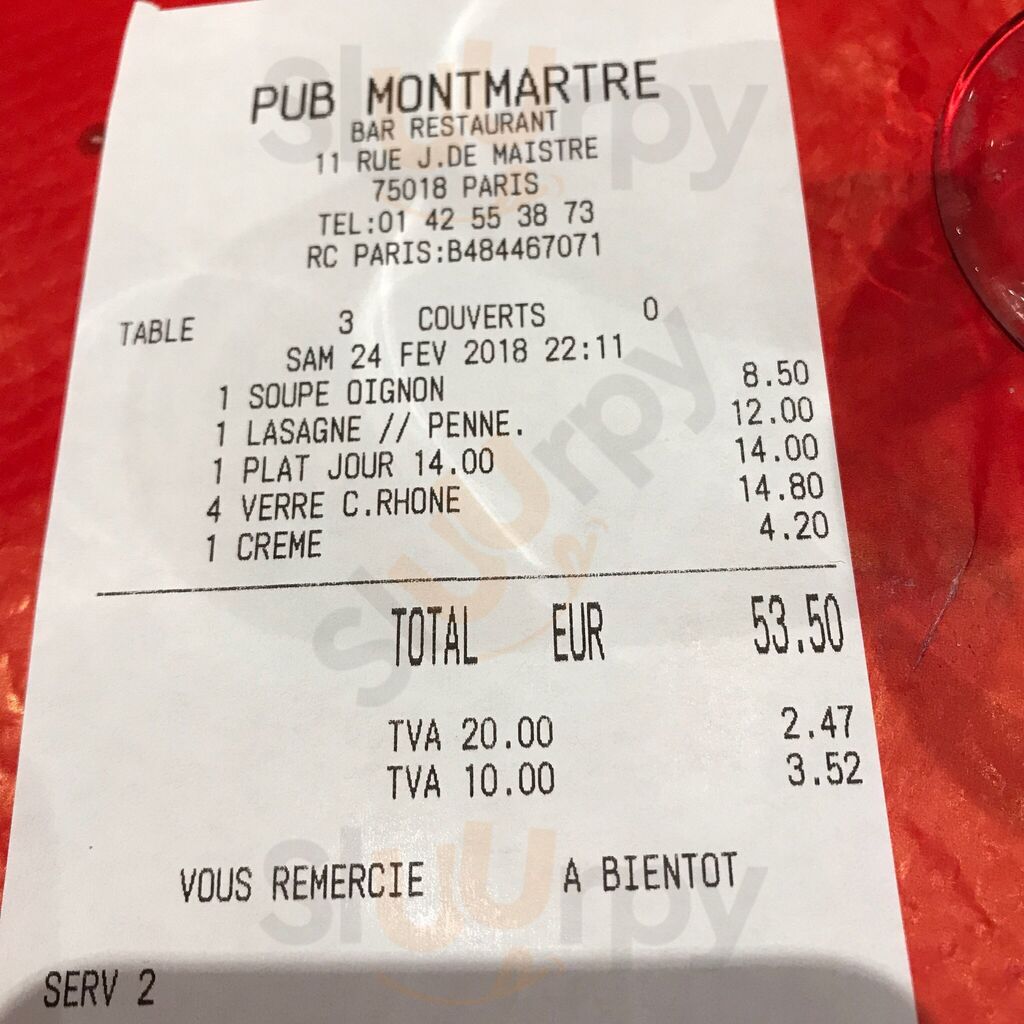 PUB MONTMARTRE
BAR RESTAURANT
11 RUE J.DE MAISTRE
75018 PARIS
TEL:01 42 55 38 73
RC PARIS:B484467071
TABLE 3 COUVERTS 0
SAM 24 FEV 2018 22:11
1 SOUPE OIGNON 8.50
1 LASAGNE // PENNE. 12.00
1 PLAT JOUR 14.00 14.00
4 VERRE C.RHONE 14.80
1 CREME 4.20
TOTAL EUR 53.50
TVA 20.00 2.47
TVA 10.00 3.52
VOUS REMERCIE A BIENTOT
SERV 2
slUUrpy
slUUrpy
slUUrpy